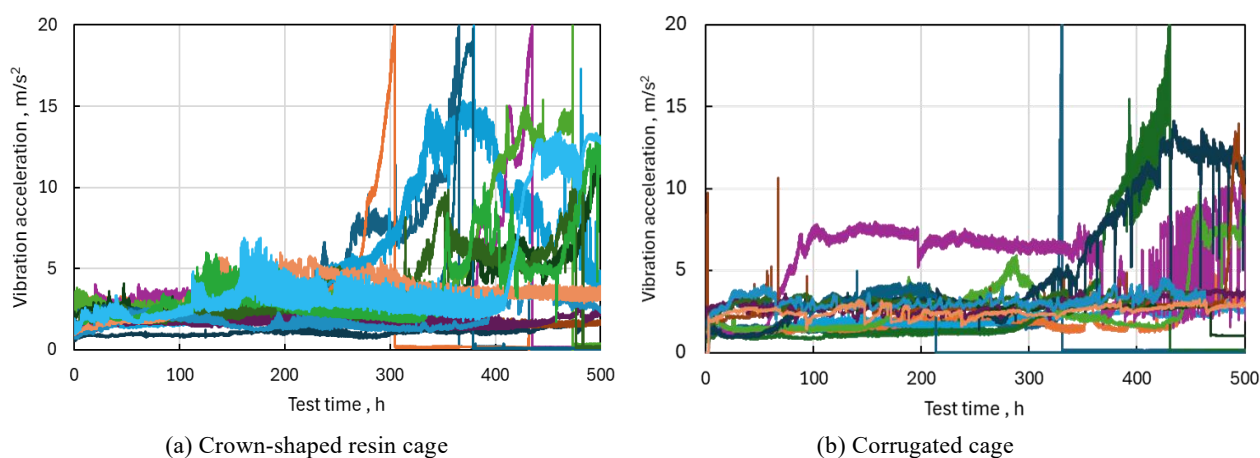 20
15
10
5
0
Vibration acceleration , m/s²
0 100 200 300 400 500
Test time , h
(a) Crown-shaped resin cage
20
15
10
5
0
Vibration acceleration, m/s²
0 100 200 300 400 500
Test time , h
(b) Corrugated cage